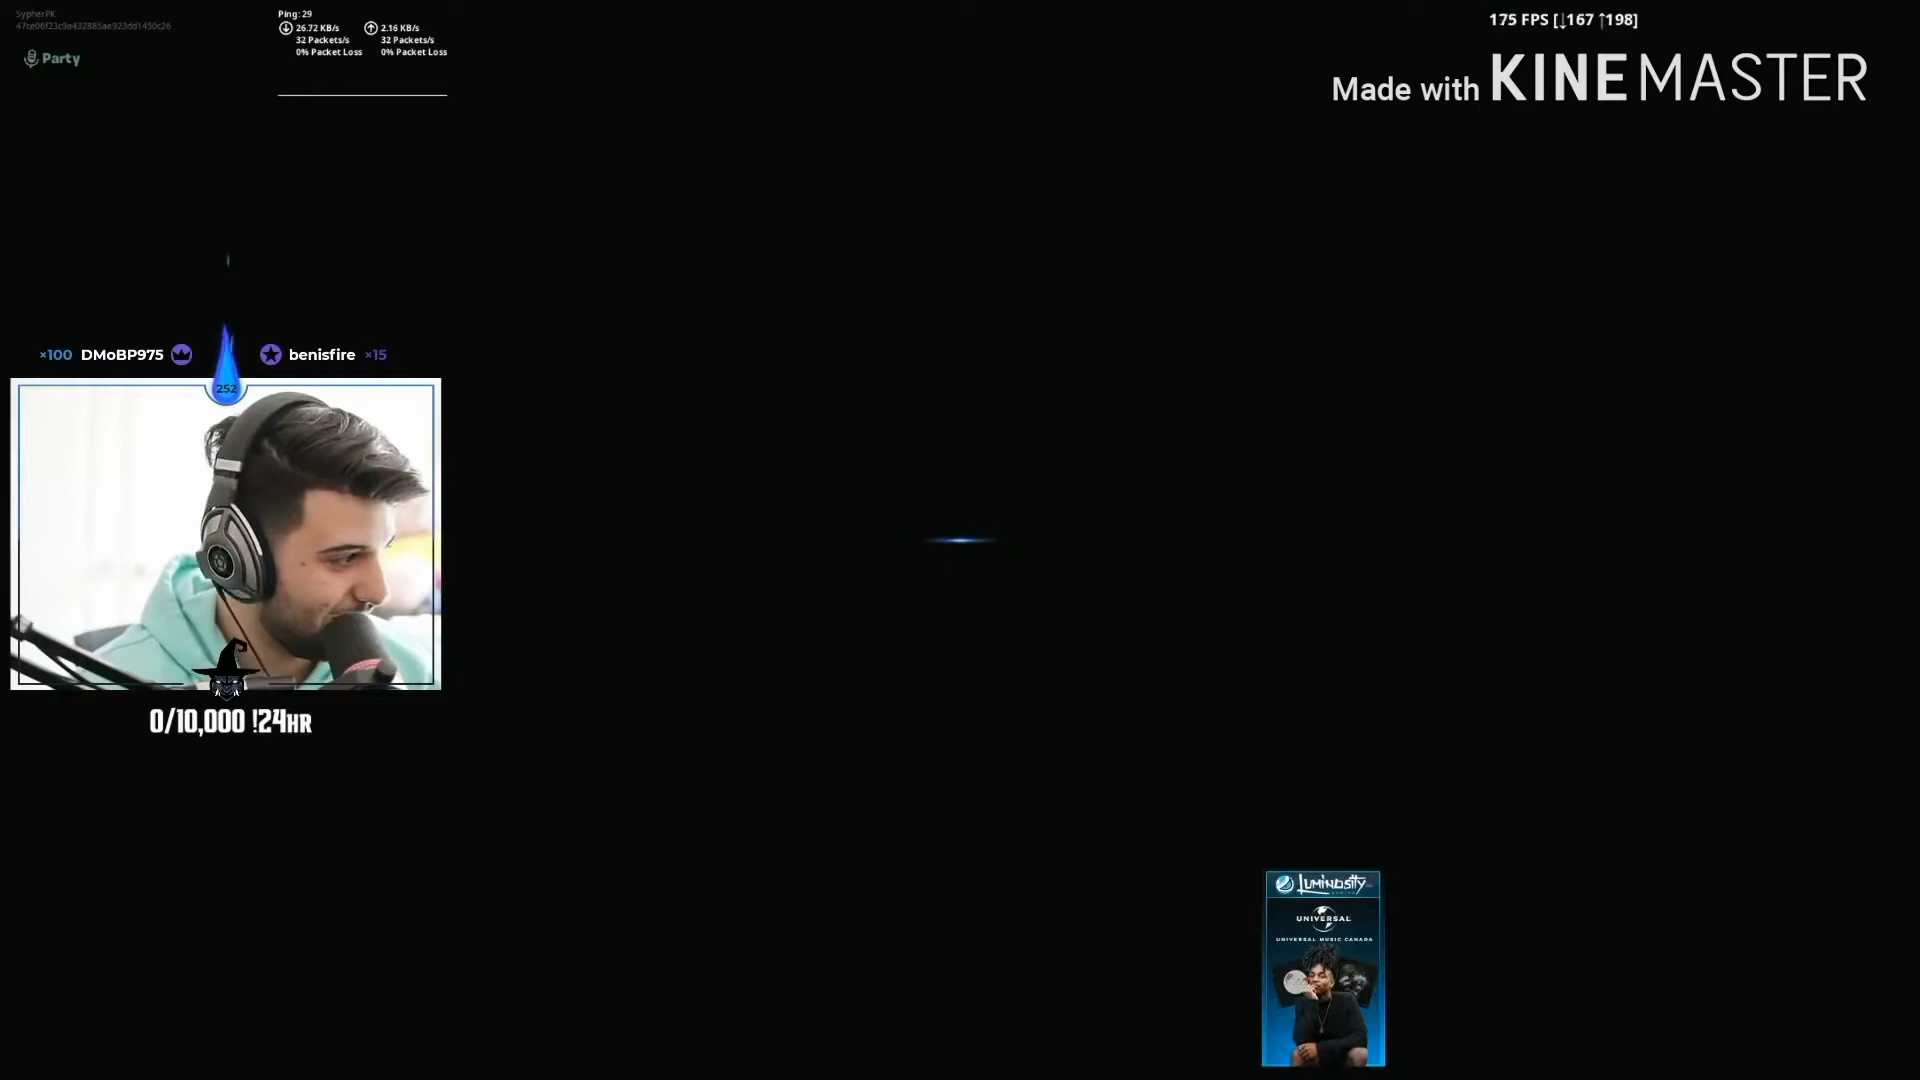 SypherPK
47ce06f23c9a432885ae923dd1450c26
Party
Ping: 29
26.72 KB/s 2.16 KB/s
32 Packets/s 32 Packets/s
0% Packet Loss 0% Packet Loss
175 FPS [↓167 ↑198]
Made with KINEMASTER
×100 DMoBP975 benisfire ×15
252
0/10,000 !24HR
LUMINOSITY
UNIVERSAL
UNIVERSAL MUSIC CANADA